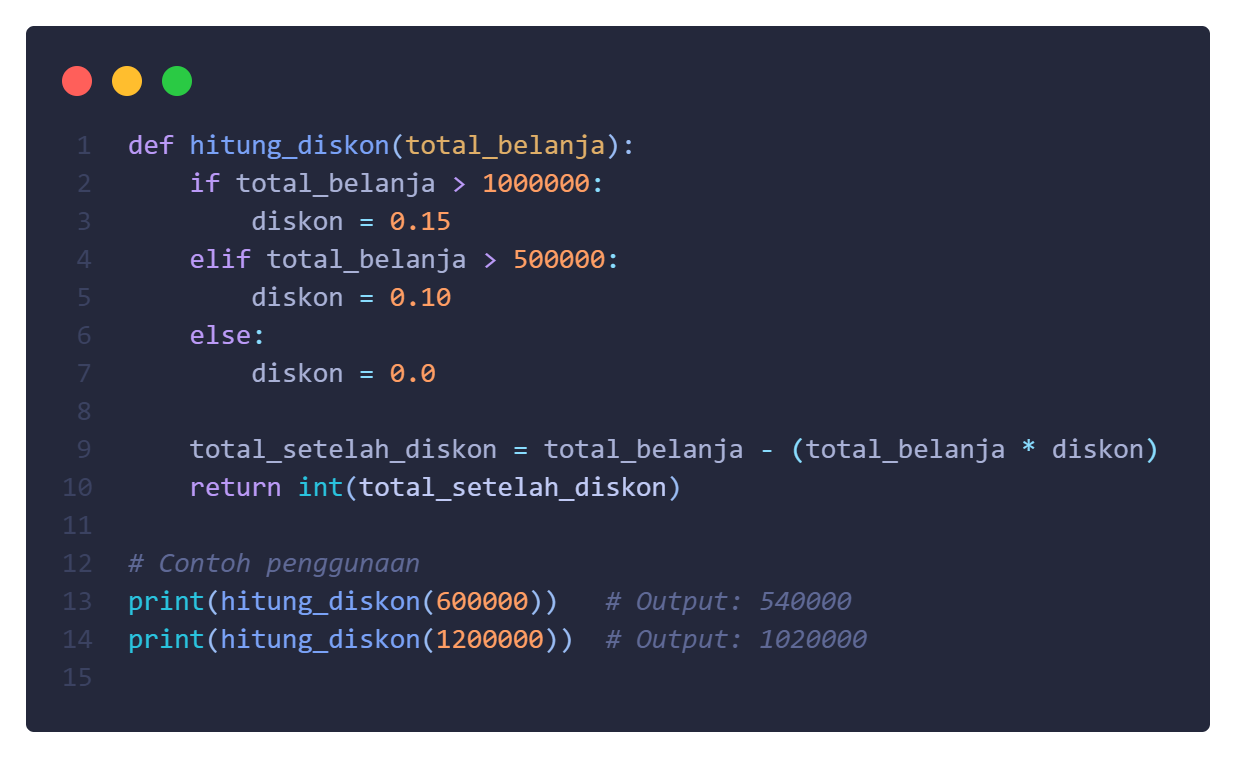 1 def hitung_diskon(total_belanja):
2     if total_belanja > 1000000:
3         diskon = 0.15
4     elif total_belanja > 500000:
5         diskon = 0.10
6     else:
7         diskon = 0.0
8
9     total_setelah_diskon = total_belanja - (total_belanja * diskon)
10     return int(total_setelah_diskon)
11
12 # Contoh penggunaan
13 print(hitung_diskon(600000))   # Output: 540000
14 print(hitung_diskon(1200000))  # Output: 1020000
15